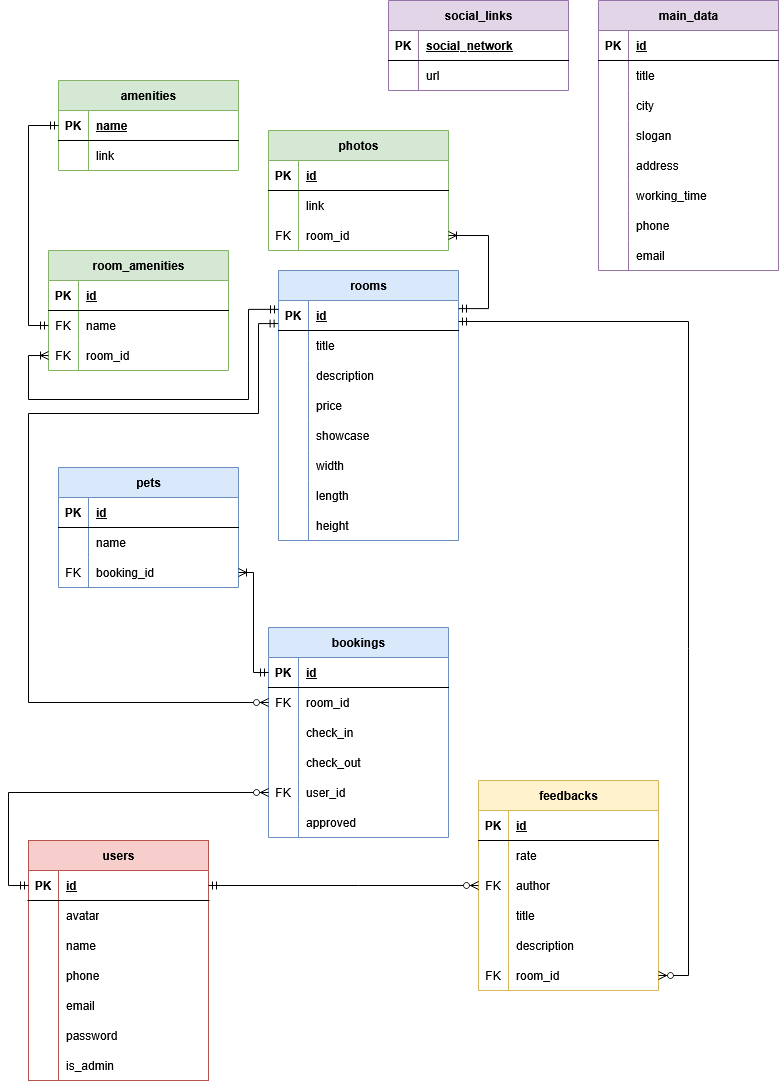 social_links
PK social_network
url
main_data
PK id
title
city
slogan
address
working_time
phone
email
amenities
PK name
link
photos
PK id
link
FK room_id
room_amenities
PK id
FK name
FK room_id
rooms
PK id
title
description
price
showcase
width
length
height
pets
PK id
name
FK booking_id
bookings
PK id
FK room_id
check_in
check_out
FK user_id
approved
feedbacks
PK id
rate
FK author
title
description
FK room_id
users
PK id
avatar
name
phone
email
password
is_admin